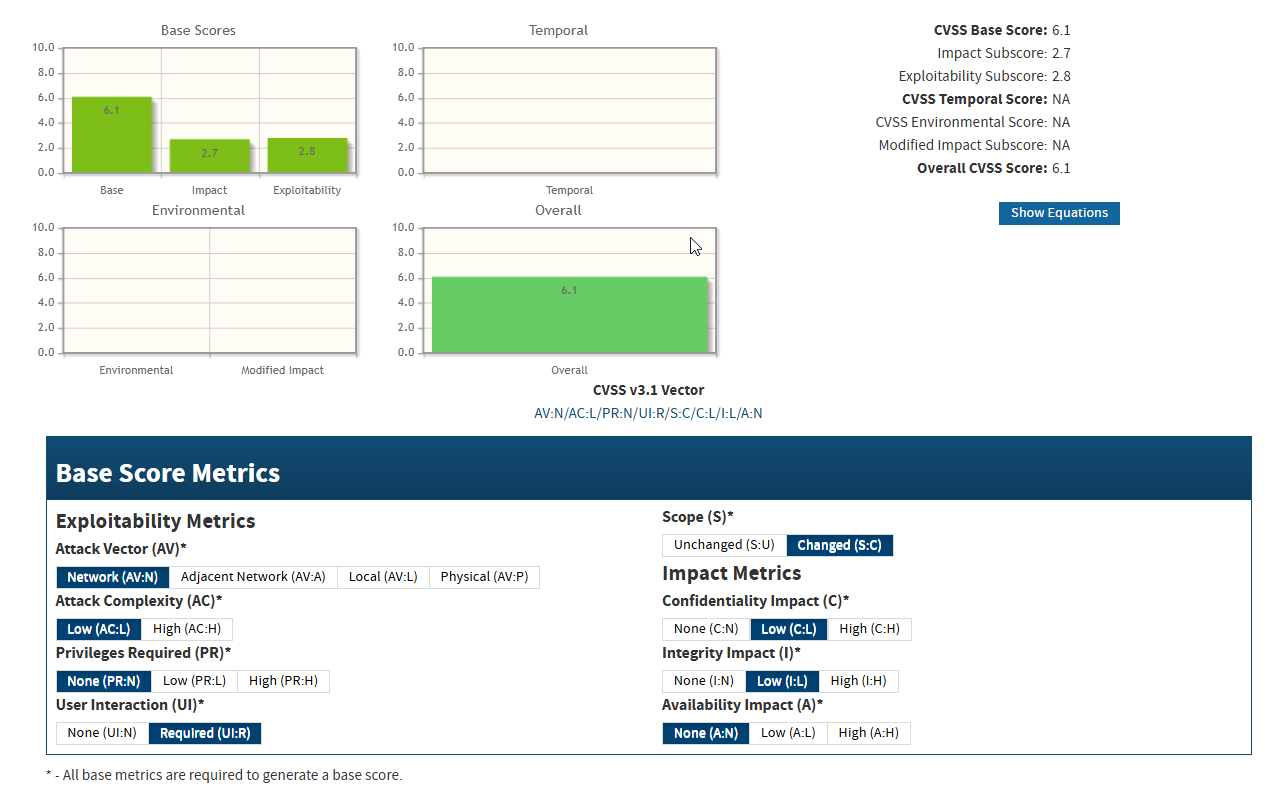 Base Scores
10.0
8.0
6.0
4.0
2.0
0.0
6.1
2.7
2.8
Base Impact Exploitability
Temporal
10.0
8.0
6.0
4.0
2.0
0.0
Temporal
CVSS Base Score: 6.1
Impact Subscore: 2.7
Exploitability Subscore: 2.8
CVSS Temporal Score: NA
CVSS Environmental Score: NA
Modified Impact Subscore: NA
Overall CVSS Score: 6.1
Show Equations
Environmental
10.0
8.0
6.0
4.0
2.0
0.0
Environmental Modified Impact
Overall
10.0
8.0
6.0
4.0
2.0
0.0
6.1
Overall
CVSS v3.1 Vector
AV:N/AC:L/PR:N/UI:R/S:C/C:L/I:L/A:N
Base Score Metrics
Exploitability Metrics
Attack Vector (AV)*
Network (AV:N) Adjacent Network (AV:A) Local (AV:L) Physical (AV:P)
Attack Complexity (AC)*
Low (AC:L) High (AC:H)
Privileges Required (PR)*
None (PR:N) Low (PR:L) High (PR:H)
User Interaction (UI)*
None (UI:N) Required (UI:R)
Scope (S)*
Unchanged (S:U) Changed (S:C)
Impact Metrics
Confidentiality Impact (C)*
None (C:N) Low (C:L) High (C:H)
Integrity Impact (I)*
None (I:N) Low (I:L) High (I:H)
Availability Impact (A)*
None (A:N) Low (A:L) High (A:H)
* - All base metrics are required to generate a base score.